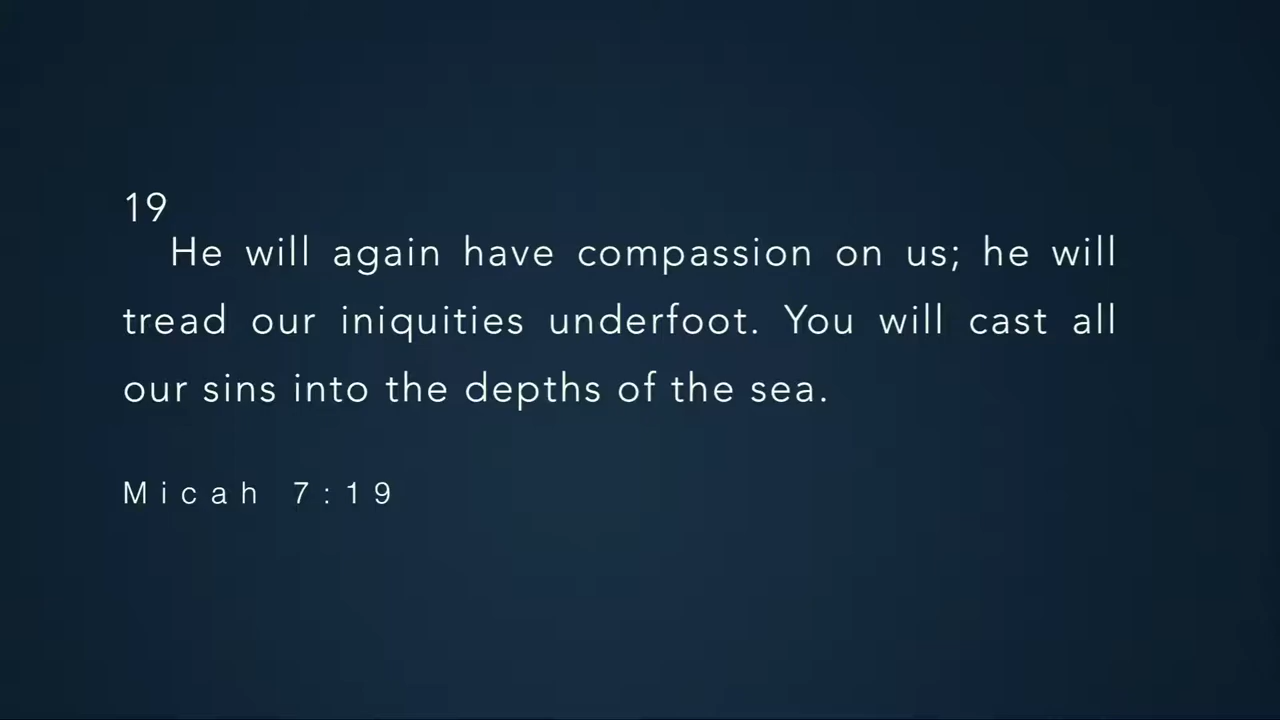 19
He will again have compassion on us; he will
tread our iniquities underfoot. You will cast all
our sins into the depths of the sea.
Micah 7:19